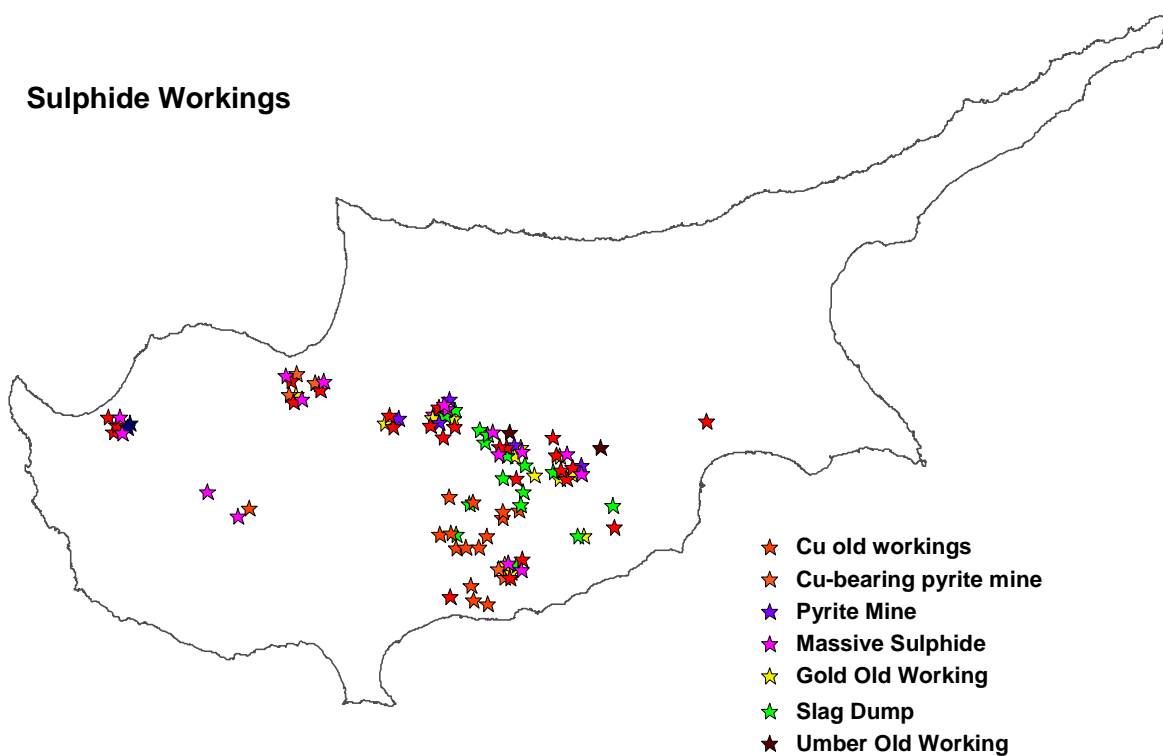 Sulphide Workings
Cu old workings
Cu-bearing pyrite mine
Pyrite Mine
Massive Sulphide
Gold Old Working
Slag Dump
Umber Old Working